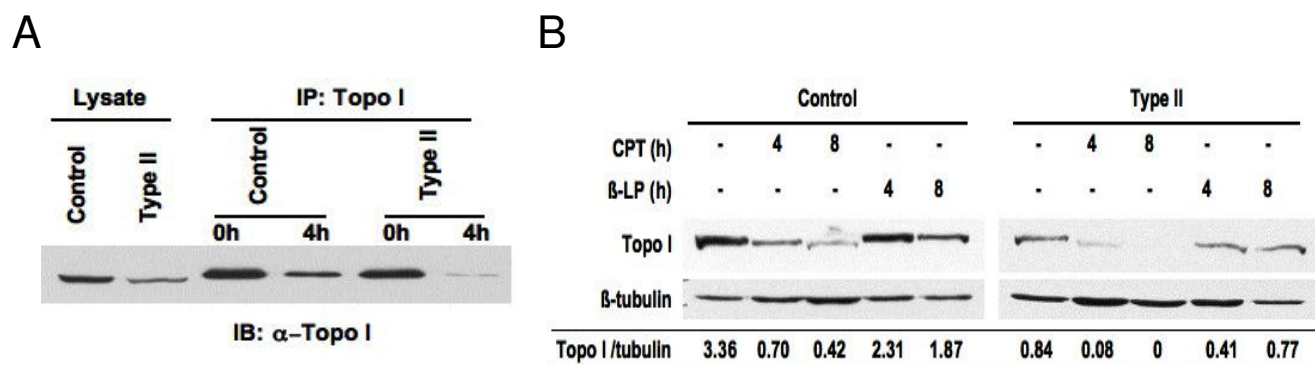 A
Lysate IP: Topo I
Control Type II Control Type II
0h 4h 0h 4h
IB: α–Topo I
B
Control Type II
CPT (h) - 4 8 - - - 4 8 - -
ß-LP (h) - - - 4 8 - - - 4 8
Topo I
ß-tubulin
Topo I /tubulin 3.36 0.70 0.42 2.31 1.87 0.84 0.08 0 0.41 0.77